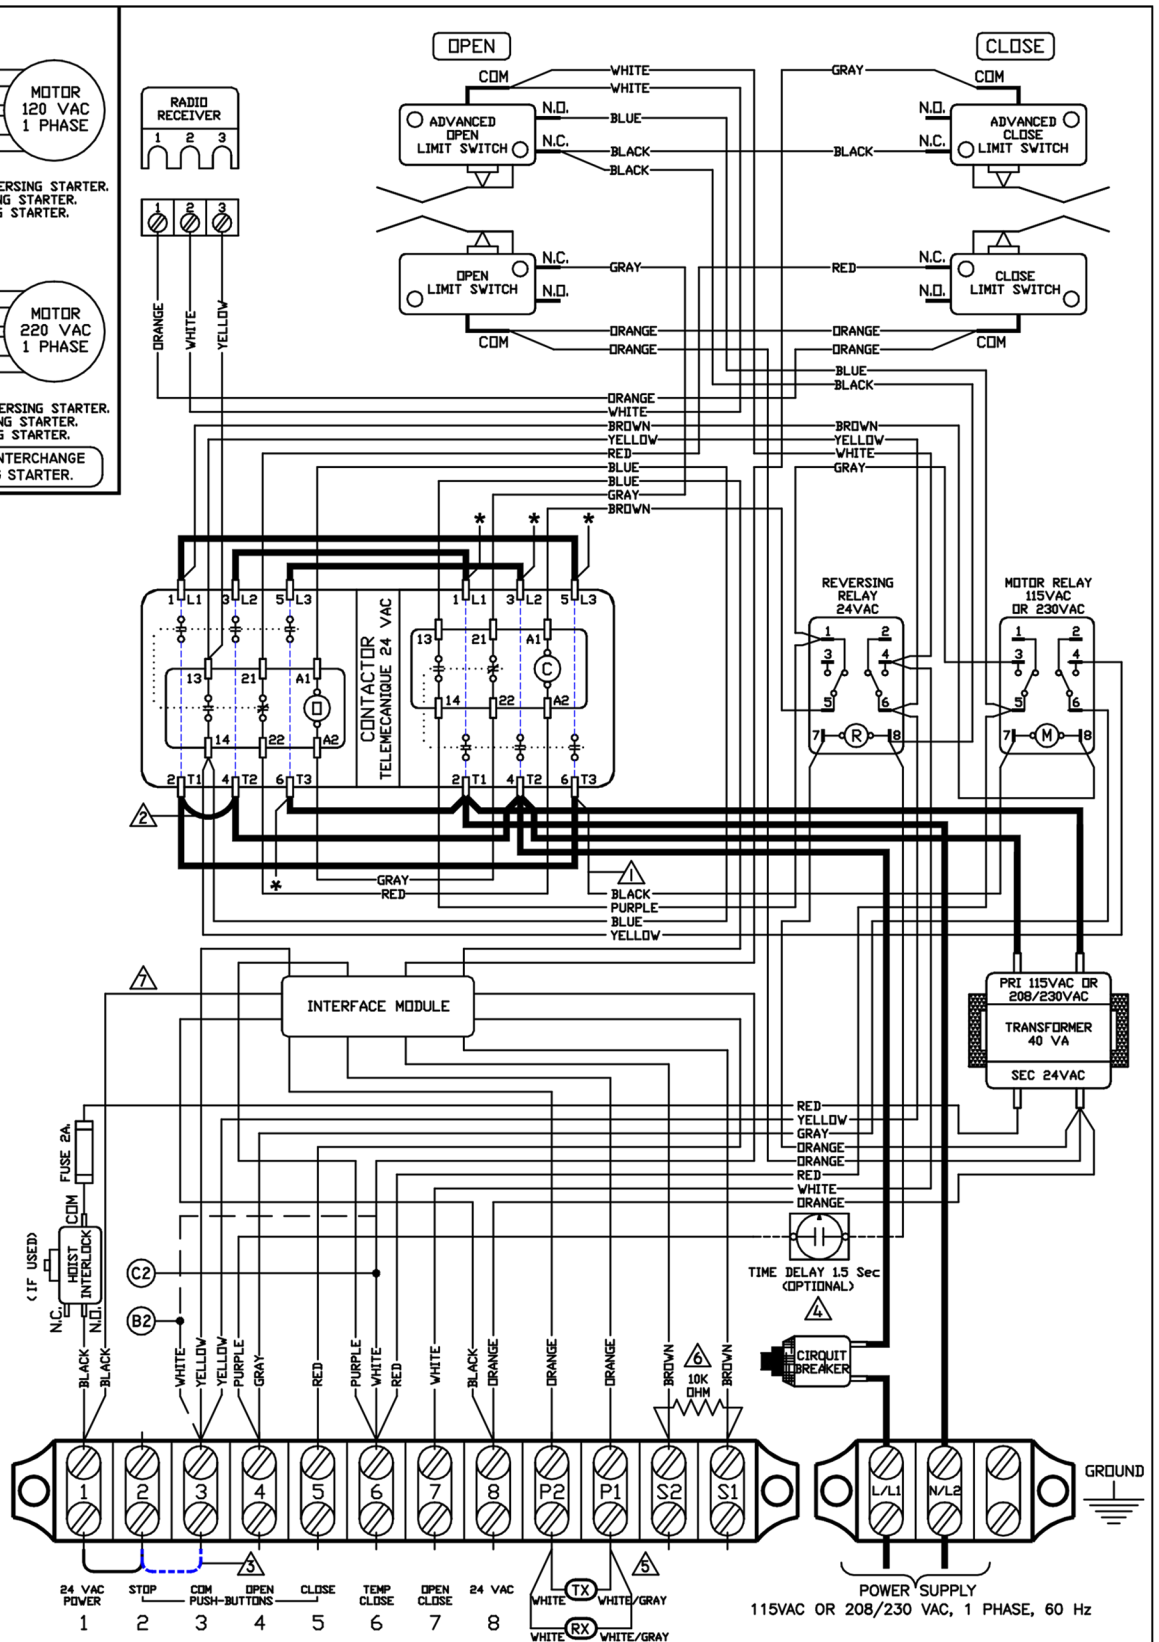 OPEN
CLOSE
MOTOR
120 VAC
1 PHASE
RADIO
RECEIVER
1 2 3
1 2 3
COM
WHITE
WHITE
GRAY
COM
N.O.
BLUE
N.O.
ADVANCED
OPEN
LIMIT SWITCH
ADVANCED
CLOSE
LIMIT SWITCH
N.C.
BLACK
BLACK
N.C.
BLACK
ERSING STARTER.
NG STARTER.
G STARTER.
N.C.
GRAY
RED
N.C.
OPEN
LIMIT SWITCH
CLOSE
LIMIT SWITCH
N.O.
N.O.
COM
ORANGE
ORANGE
COM
ORANGE
ORANGE
MOTOR
220 VAC
1 PHASE
ORANGE
WHITE
YELLOW
BLUE
BLACK
ERSING STARTER.
NG STARTER.
G STARTER.
NTERCHANGE
STARTER.
ORANGE
WHITE
BROWN
BROWN
YELLOW
YELLOW
RED
WHITE
BLUE
GRAY
BLUE
GRAY
BROWN
* * *
1 L1 3 L2 5 L3
1 L1 3 L2 5 L3
CONTACTOR
TELEMECANIQUE 24 VAC
13 21 A1
13 21 A1
O
C
14 22 A2
14 22 A2
2 T1 4 T2 6 T3
2 T1 4 T2 6 T3
REVERSING
RELAY
24VAC
MOTOR RELAY
115VAC
OR 230VAC
1 2
3 4
5 6
7 R 8
1 2
3 4
5 6
7 M 8
2
*
GRAY
RED
1
BLACK
PURPLE
BLUE
YELLOW
7
INTERFACE MODULE
PRI 115VAC OR
208/230VAC
TRANSFORMER
40 VA
SEC 24VAC
RED
YELLOW
GRAY
ORANGE
ORANGE
RED
WHITE
ORANGE
FUSE 2A.
COM
(IF USED)
HOIST
INTERLOCK
N.C.
N.O.
C2
B2
TIME DELAY 1.5 Sec
(OPTIONAL)
4
CIRCUIT
BREAKER
BLACK
BLACK
WHITE
YELLOW
YELLOW
PURPLE
GRAY
RED
PURPLE
WHITE
RED
WHITE
BLACK
ORANGE
ORANGE
ORANGE
BROWN
BROWN
6
10K
OHM
1 2 3 4 5 6 7 8 P2 P1 S2 S1
L/L1 N/L2
GROUND
3
5
24 VAC
POWER
STOP
COM
OPEN
CLOSE
PUSH-BUTTONS
TEMP
CLOSE
OPEN
CLOSE
24 VAC
1 2 3 4 5 6 7 8
WHITE TX WHITE/GRAY
WHITE RX WHITE/GRAY
POWER SUPPLY
115VAC OR 208/230 VAC, 1 PHASE, 60 Hz